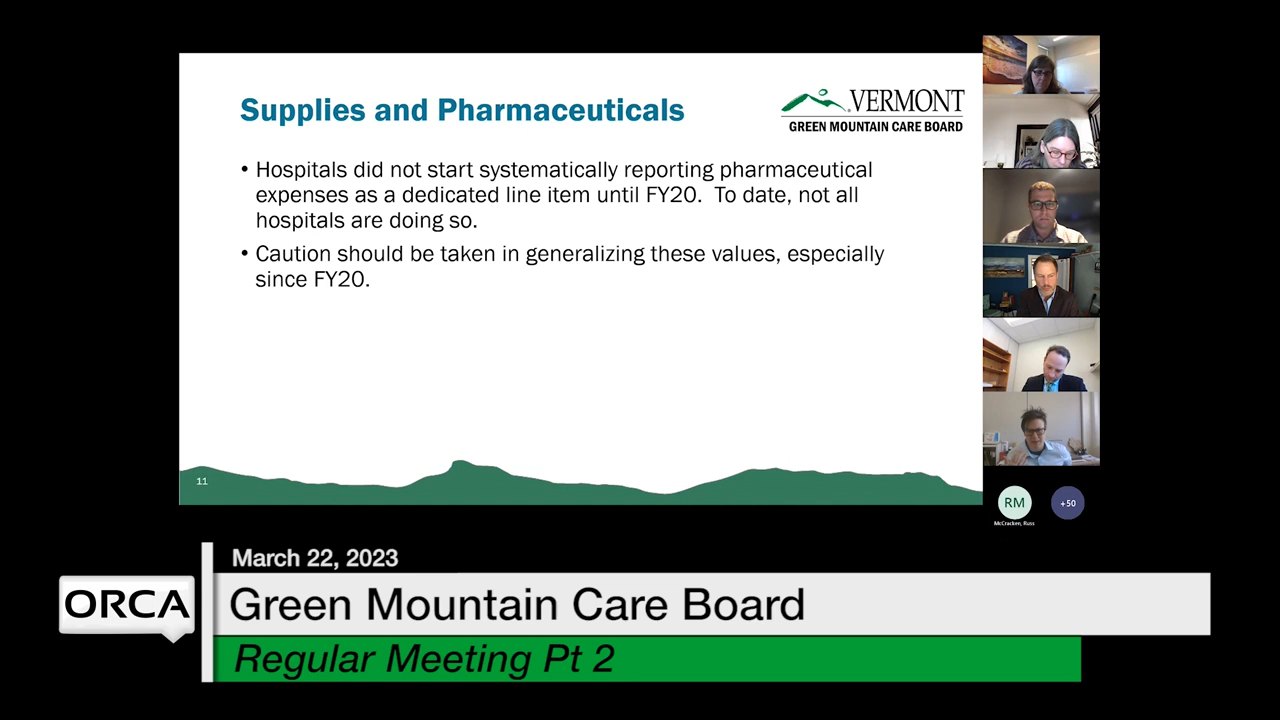 Supplies and Pharmaceuticals
VERMONT
GREEN MOUNTAIN CARE BOARD
• Hospitals did not start systematically reporting pharmaceutical
expenses as a dedicated line item until FY20. To date, not all
hospitals are doing so.
• Caution should be taken in generalizing these values, especially
since FY20.
11
RM
+50
McCracken, Russ
March 22, 2023
ORCA
Green Mountain Care Board
Regular Meeting Pt 2